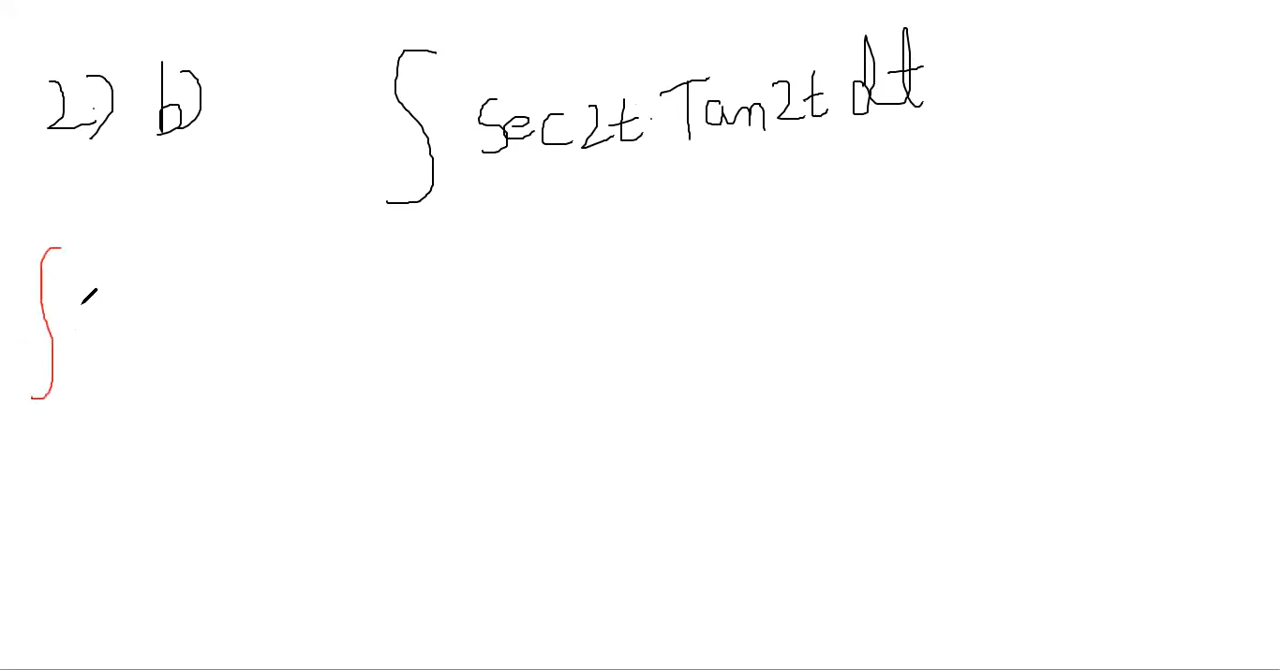 2.) b) ∫ Sec2t. Tan2t dt
∫